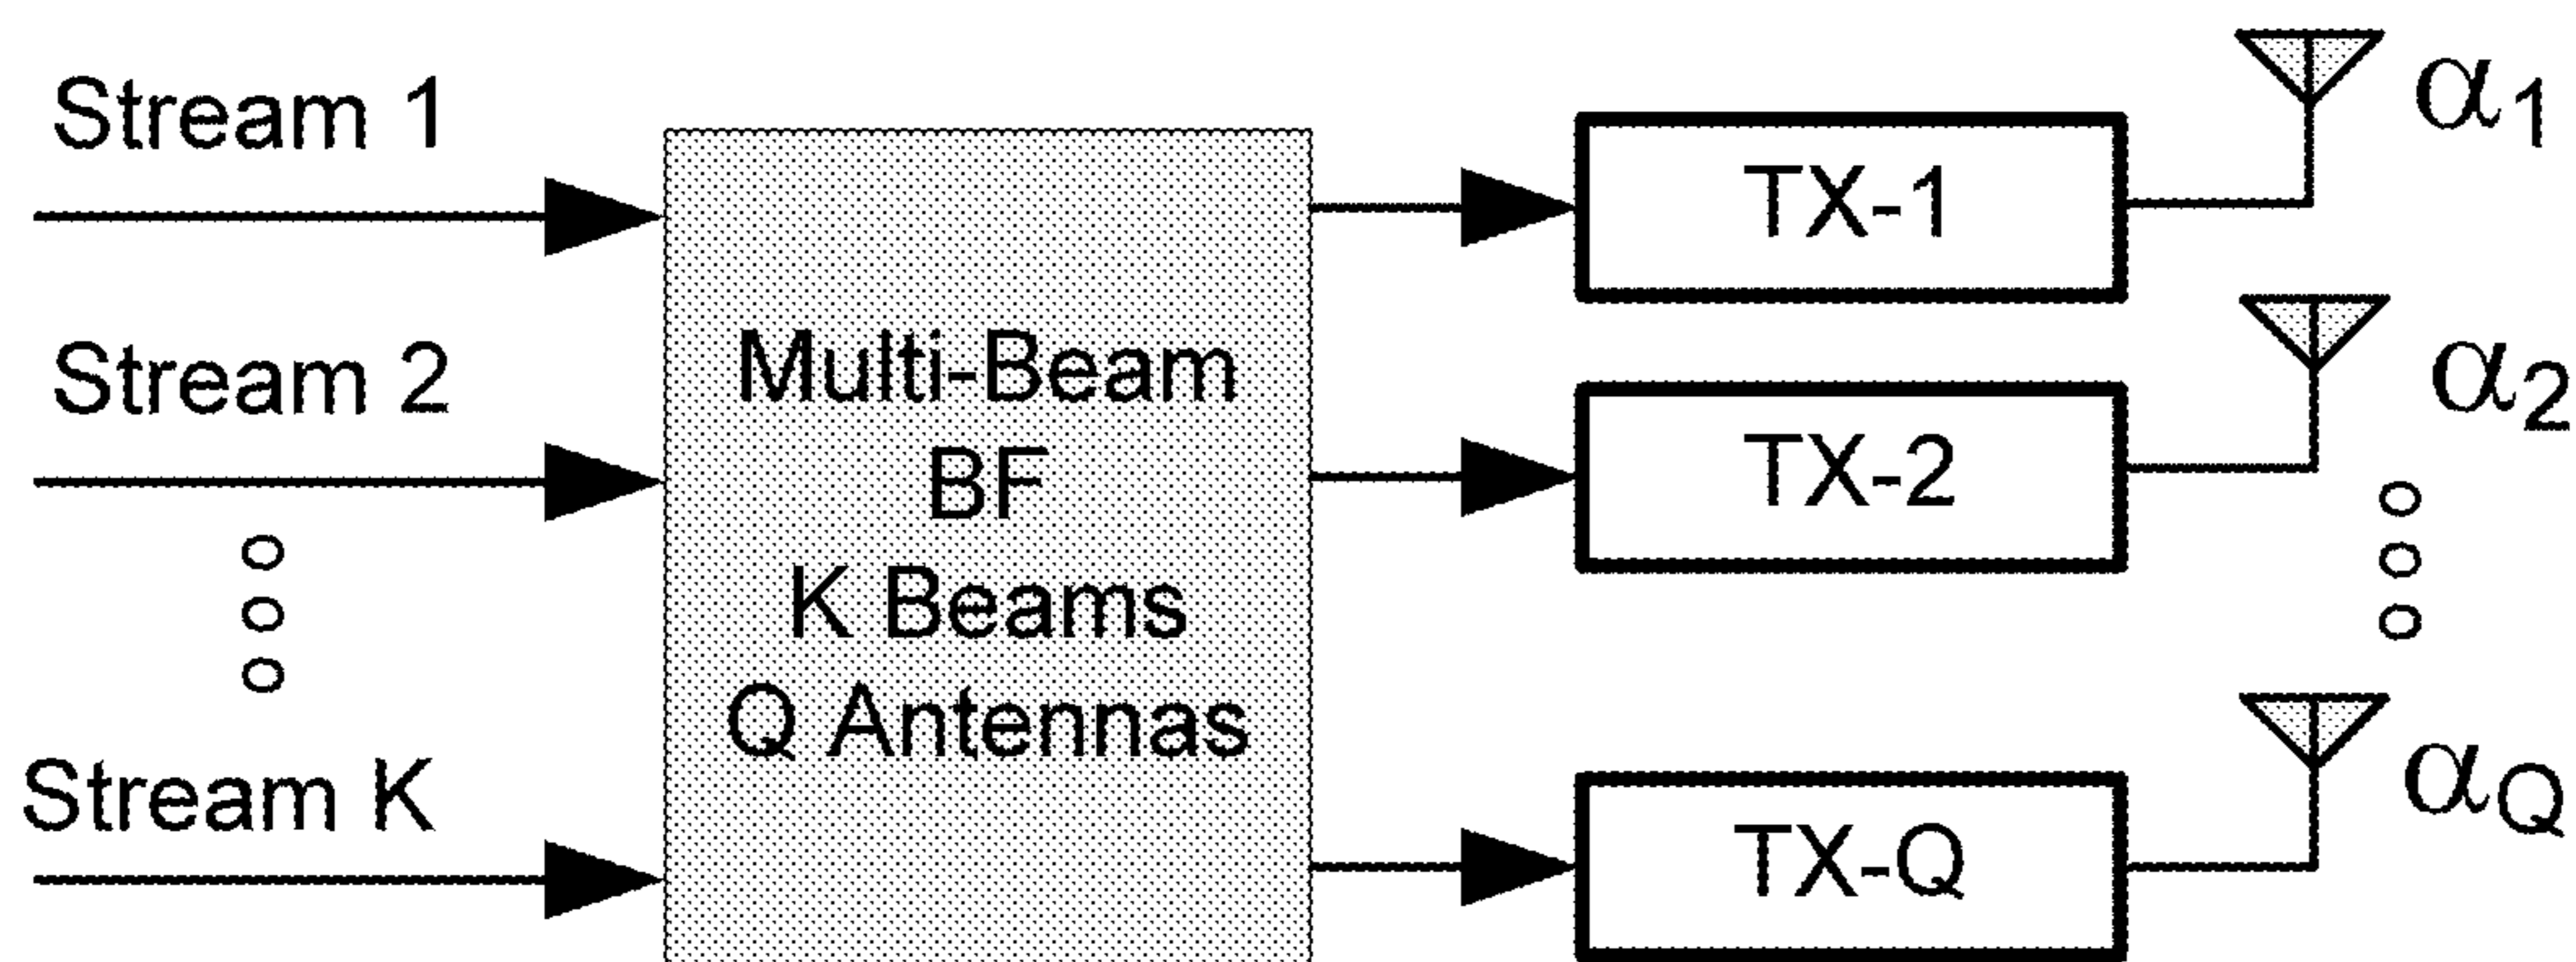 Stream 1
Stream 2
Stream K
Multi-Beam
BF
K Beams
Q Antennas
TX-1
TX-2
TX-Q
α1
α2
αQ